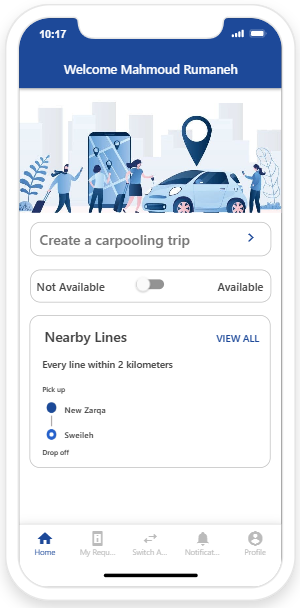 10:17
Welcome Mahmoud Rumaneh
Create a carpooling trip
Not Available Available
Nearby Lines VIEW ALL
Every line within 2 kilometers
Pick up
New Zarqa
Sweileh
Drop off
Home My Requ... Switch A... Notificat... Profile